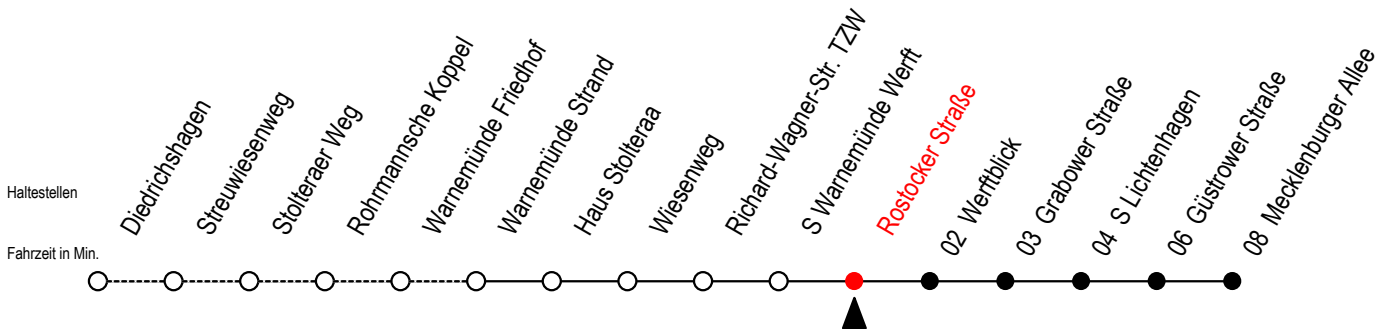 Haltestellen
Diedrichshagen
Streuwiesenweg
Stolteraer Weg
Rohrmannsche Koppel
Warnemünde Friedhof
Warnemünde Strand
Haus Stolteraa
Wiesenweg
Richard-Wagner-Str. TZW
S Warnemünde Werft
Rostocker Straße
02 Werftblick
03 Grabower Straße
04 S Lichtenhagen
06 Güstrower Straße
08 Mecklenburger Allee
Fahrzeit in Min.